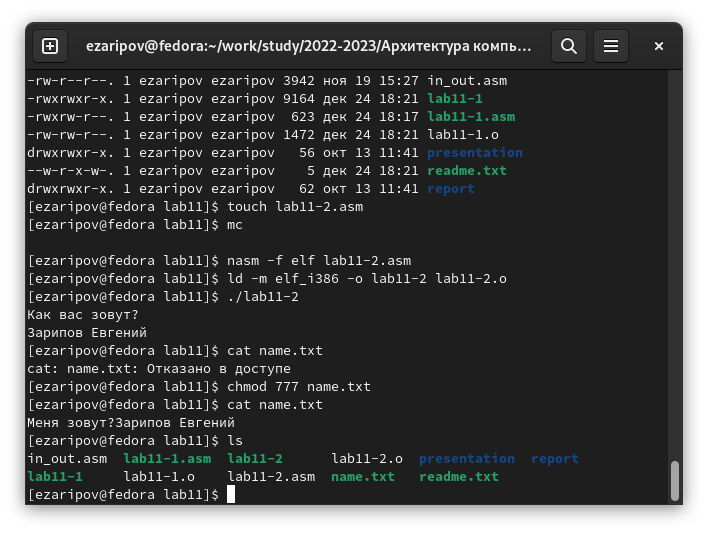 ezaripov@fedora:~/work/study/2022-2023/Архитектура компь…
-rw-r--r--. 1 ezaripov ezaripov 3942 ноя 19 15:27 in_out.asm
-rwxrwxr-x. 1 ezaripov ezaripov 9164 дек 24 18:21 lab11-1
-rwxrw-r--. 1 ezaripov ezaripov  623 дек 24 18:17 lab11-1.asm
-rw-rw-r--. 1 ezaripov ezaripov 1472 дек 24 18:21 lab11-1.o
drwxrwxr-x. 1 ezaripov ezaripov   56 окт 13 11:41 presentation
--w-r-x-w-. 1 ezaripov ezaripov    5 дек 24 18:21 readme.txt
drwxrwxr-x. 1 ezaripov ezaripov   62 окт 13 11:41 report
[ezaripov@fedora lab11]$ touch lab11-2.asm
[ezaripov@fedora lab11]$ mc
[ezaripov@fedora lab11]$ nasm -f elf lab11-2.asm
[ezaripov@fedora lab11]$ ld -m elf_i386 -o lab11-2 lab11-2.o
[ezaripov@fedora lab11]$ ./lab11-2
Как вас зовут?
Зарипов Евгений
[ezaripov@fedora lab11]$ cat name.txt
cat: name.txt: Отказано в доступе
[ezaripov@fedora lab11]$ chmod 777 name.txt
[ezaripov@fedora lab11]$ cat name.txt
Меня зовут?Зарипов Евгений
[ezaripov@fedora lab11]$ ls
in_out.asm  lab11-1.asm  lab11-2      lab11-2.o  presentation  report
lab11-1     lab11-1.o    lab11-2.asm  name.txt   readme.txt
[ezaripov@fedora lab11]$